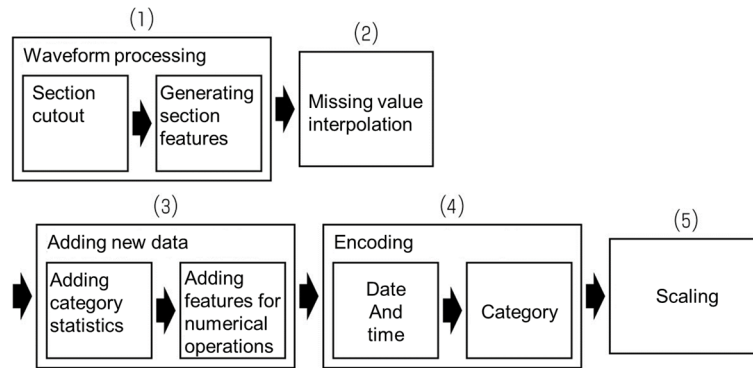 (1)
(2)
Waveform processing
Section
cutout
Generating
section
features
Missing value
interpolation
(3)
(4)
(5)
Adding new data
Adding
category
statistics
Adding
features for
numerical
operations
Encoding
Date
And
time
Category
Scaling